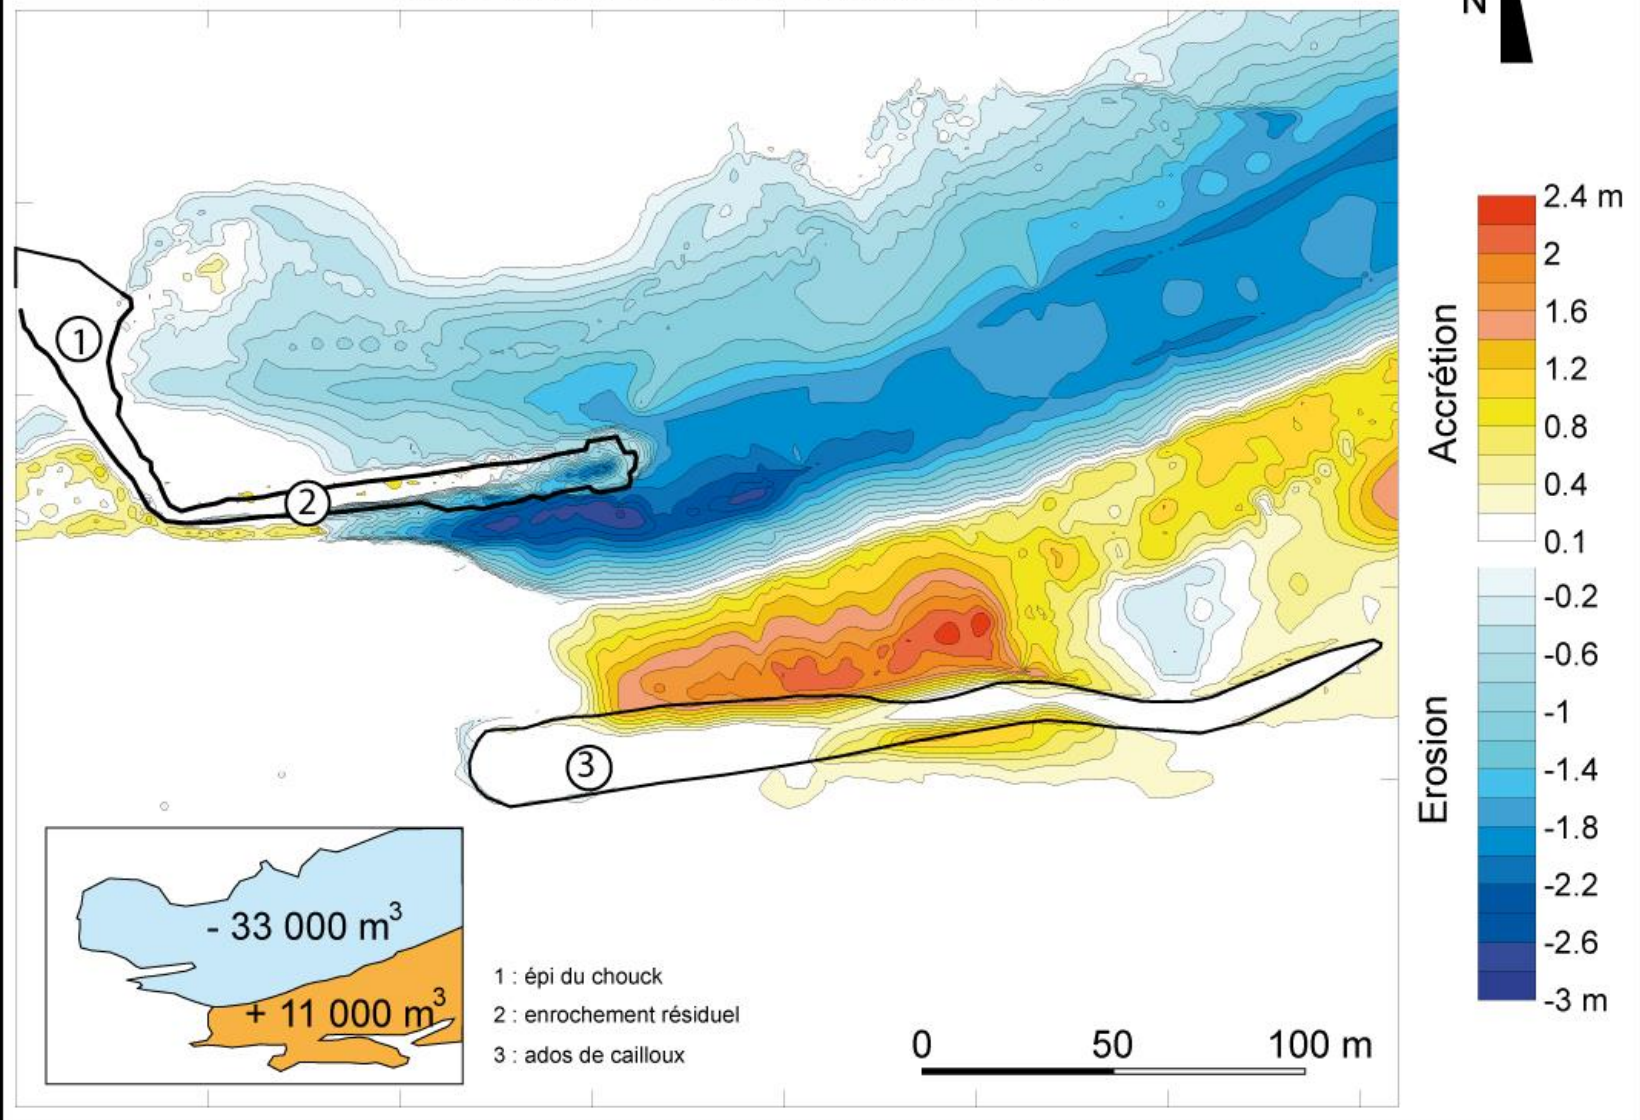 N
1
2
3
Accrétion
Erosion
2.4 m
2
1.6
1.2
0.8
0.4
0.1
-0.2
-0.6
-1
-1.4
-1.8
-2.2
-2.6
-3 m
- 33 000 m³
+ 11 000 m³
1 : épi du chouck
2 : enrochement résiduel
3 : ados de cailloux
0 50 100 m